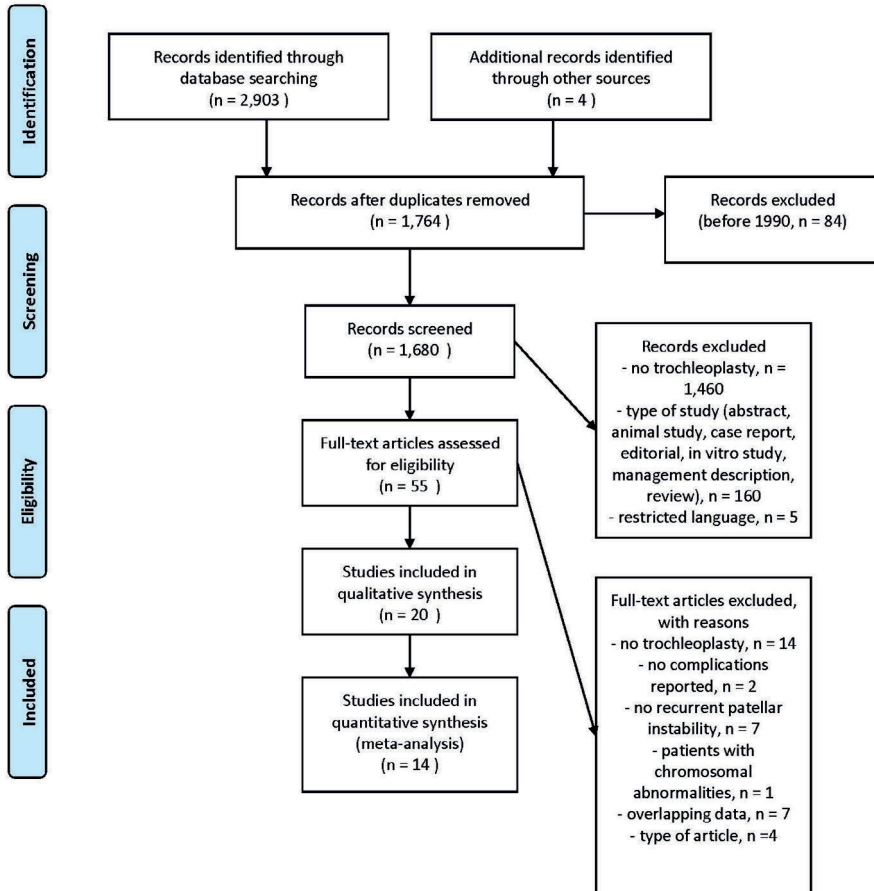 Identification
Records identified through
database searching
(n = 2,903 )
Additional records identified
through other sources
(n = 4 )
Records after duplicates removed
(n = 1,764 )
Records excluded
(before 1990, n = 84)
Screening
Records screened
(n = 1,680 )
Records excluded
- no trochleoplasty, n =
1,460
- type of study (abstract,
animal study, case report,
editorial, in vitro study,
management description,
review), n = 160
- restricted language, n = 5
Eligibility
Full-text articles assessed
for eligibility
(n = 55 )
Studies included in
qualitative synthesis
(n = 20 )
Full-text articles excluded,
with reasons
- no trochleoplasty, n = 14
- no complications
reported, n = 2
- no recurrent patellar
instability, n = 7
- patients with
chromosomal
abnormalities, n = 1
- overlapping data, n = 7
- type of article, n =4
Included
Studies included in
quantitative synthesis
(meta-analysis)
(n = 14 )